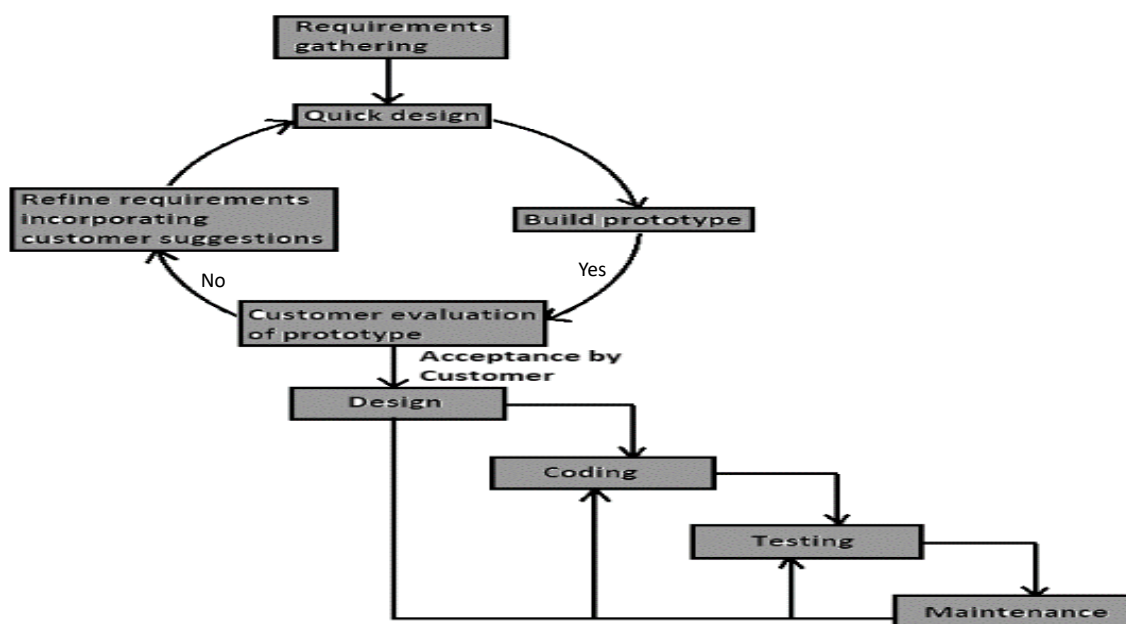 Requirements
gathering
Quick design
Refine requirements
incorporating
customer suggestions
Build prototype
No
Yes
Customer evaluation
of prototype
Acceptance by
Customer
Design
Coding
Testing
Maintenance